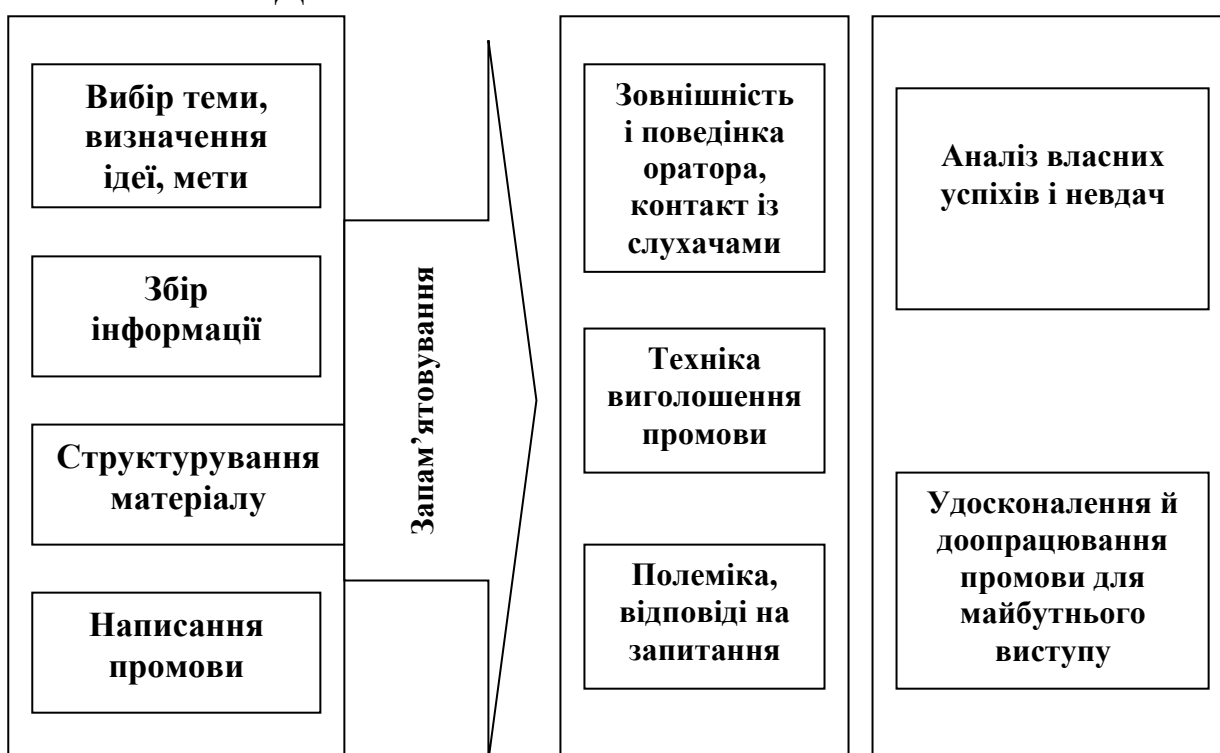 Вибір теми,
визначення
ідеї, мети
Збір
інформації
Структурування
матеріалу
Написання
промови
Запам’ятовування
Зовнішність
і поведінка
оратора,
контакт із
слухачами
Техніка
виголошення
промови
Полеміка,
відповіді на
запитання
Аналіз власних
успіхів і невдач
Удосконалення й
доопрацювання
промови для
майбутнього
виступу